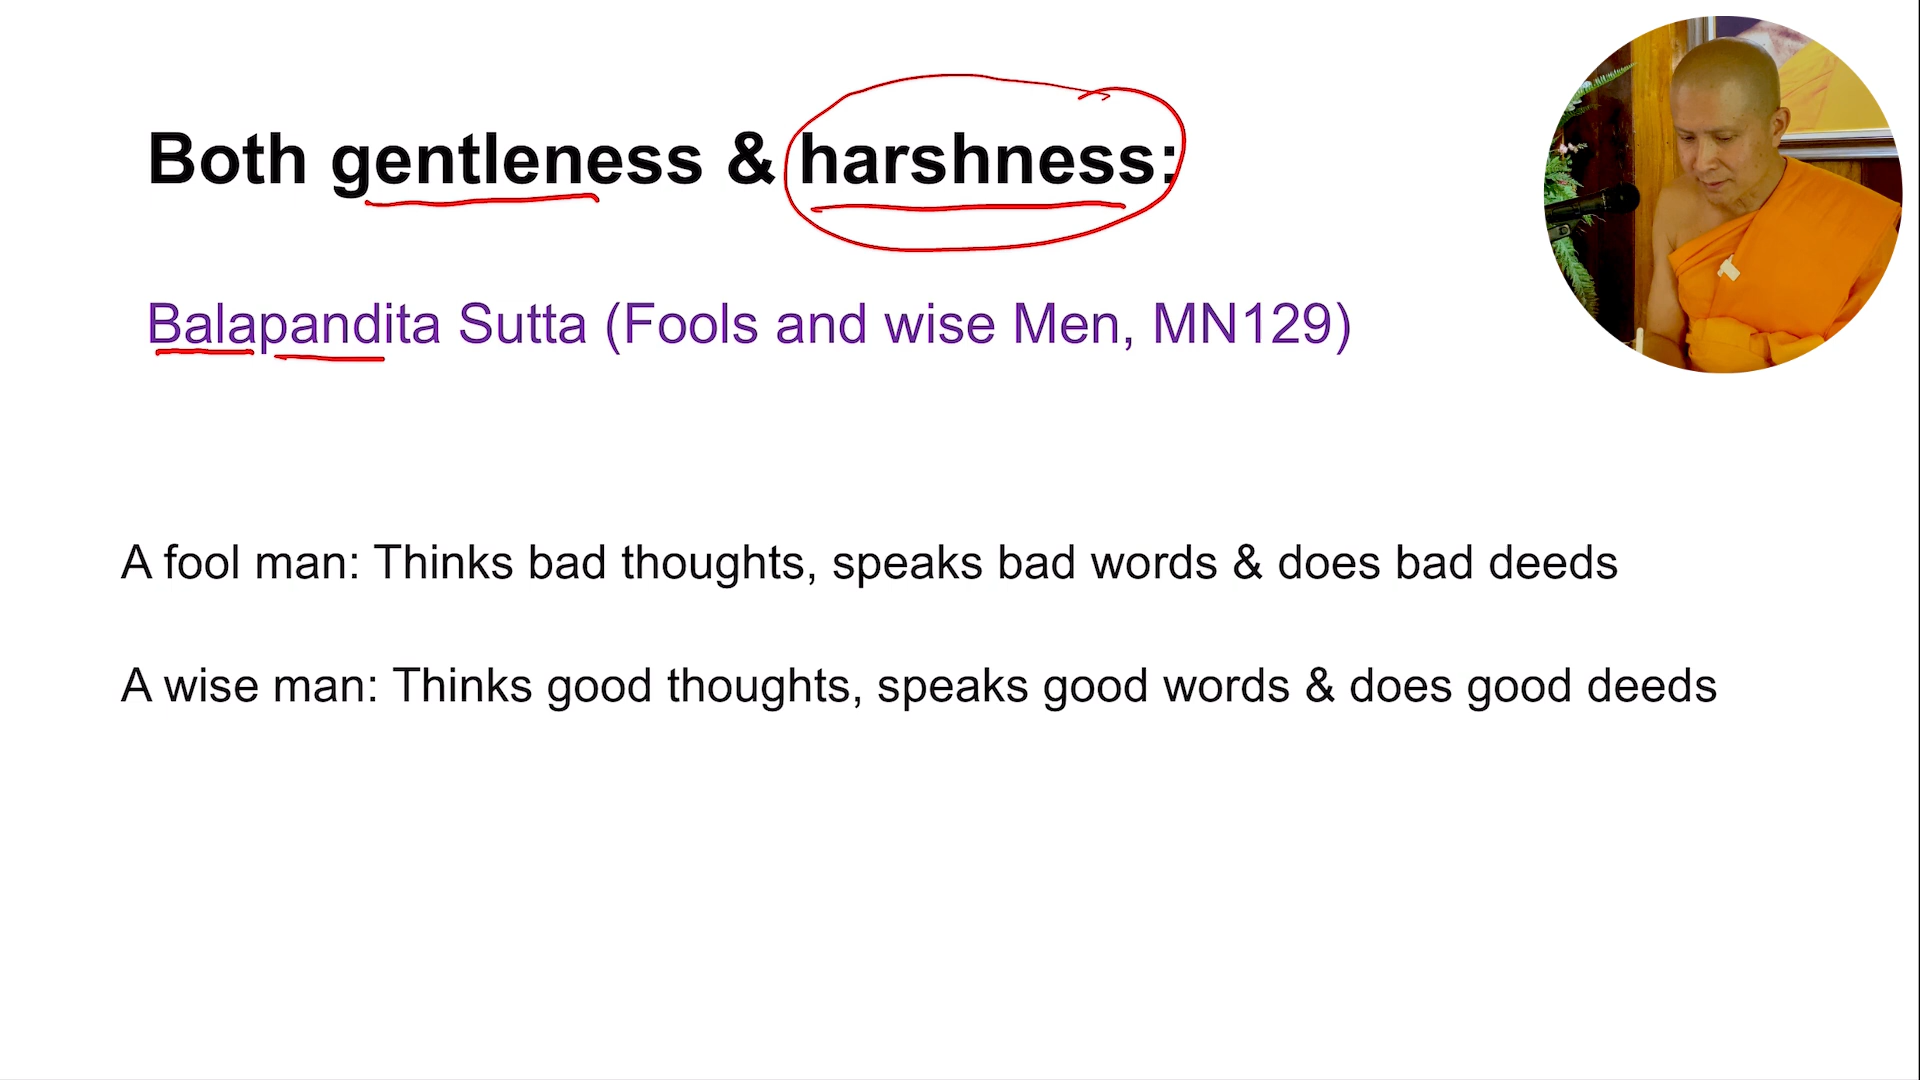 Both gentleness & harshness:
Balapandita Sutta (Fools and wise Men, MN129)
A fool man: Thinks bad thoughts, speaks bad words & does bad deeds
A wise man: Thinks good thoughts, speaks good words & does good deeds